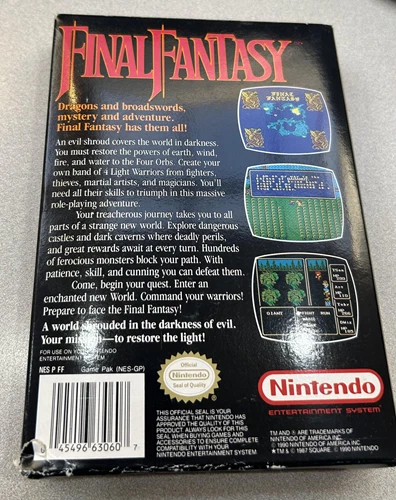 FINAL FANTASY™
Dragons and broadswords,
mystery and adventure.
Final Fantasy has them all!
An evil shroud covers the world in darkness.
You must restore the powers of earth, wind,
fire, and water to the Four Orbs. Create your
own band of 4 Light Warriors from fighters,
thieves, martial artists, and magicians. You'll
need all their skills to triumph in this massive
role-playing adventure.
Your treacherous journey takes you to all
parts of a strange new world. Explore dangerous
castles and dark caverns where deadly perils,
and great rewards await at every turn. Hundreds
of ferocious monsters block your path. With
patience, skill, and cunning you can defeat them.
Come, begin your quest. Enter an
enchanted new World. Command your warriors!
Prepare to face the Final Fantasy!
A world shrouded in the darkness of evil.
Your mission—to restore the light!
FINAL
FANTASY
GIANT
RUN
FOR USE ON YOUR NINTENDO
ENTERTAINMENT SYSTEM
NES P FF Game Pak (NES-GP)
45496 63060 7
Official
Nintendo
Seal of Quality
THIS OFFICIAL SEAL IS YOUR
ASSURANCE THAT NINTENDO HAS
APPROVED THE QUALITY OF THIS
PRODUCT. ALWAYS LOOK FOR THIS
SEAL WHEN BUYING GAMES AND
ACCESSORIES TO ENSURE COMPLETE
COMPATIBILITY WITH YOUR
NINTENDO ENTERTAINMENT SYSTEM
Nintendo
ENTERTAINMENT SYSTEM
TM AND ® ARE TRADEMARKS OF
NINTENDO OF AMERICA INC.
© 1990 NINTENDO OF AMERICA INC.
★TM & © 1987 SQUARE. © 1990 NINTENDO